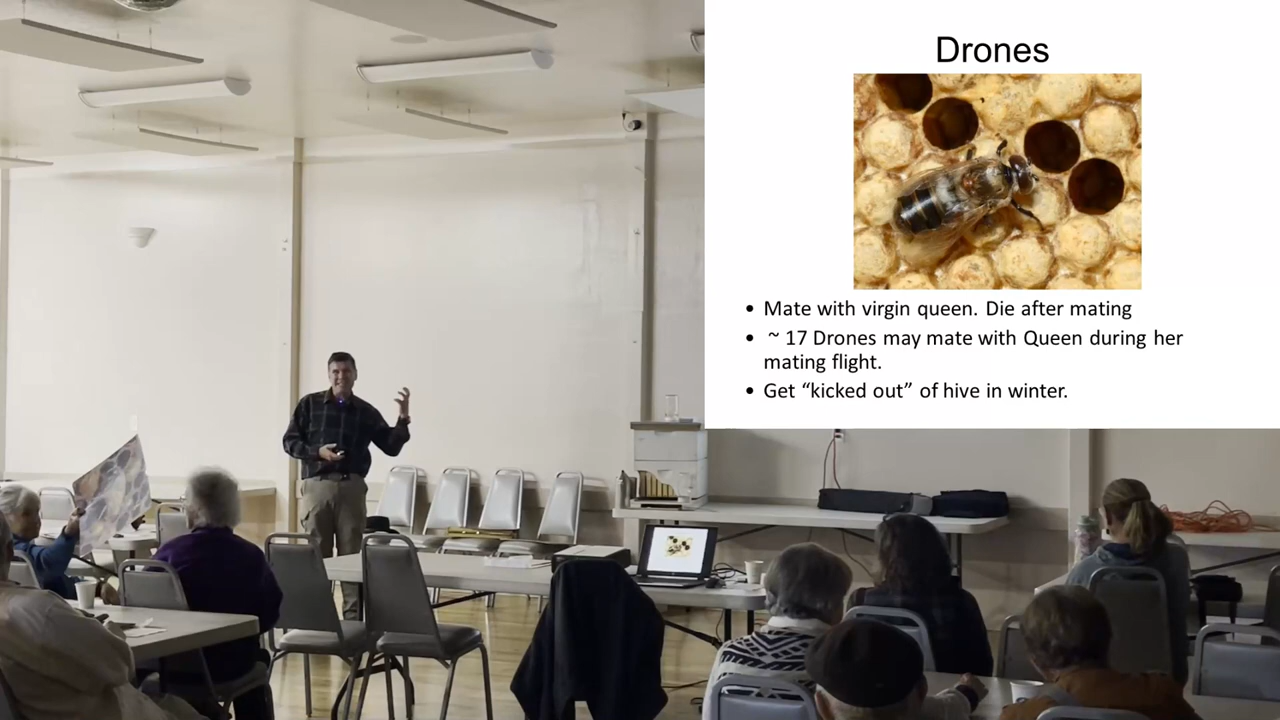 Drones
• Mate with virgin queen. Die after mating
• ~ 17 Drones may mate with Queen during her
mating flight.
• Get “kicked out” of hive in winter.